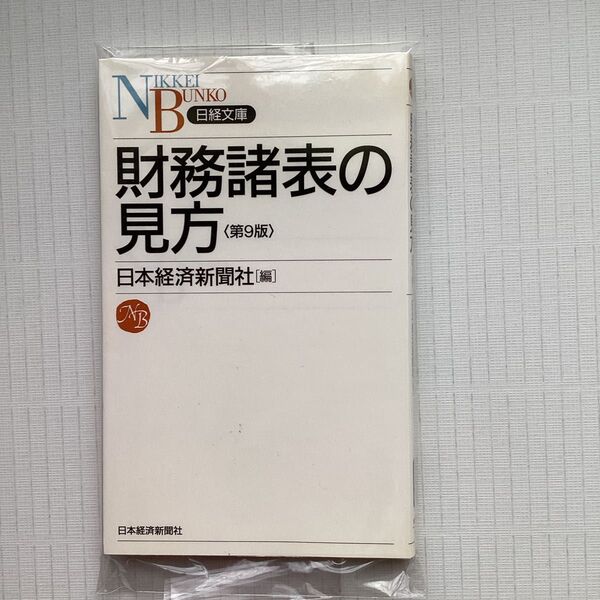 NIKKEI
BUNKO
日経文庫
財務諸表の
見方〈第9版〉
日本経済新聞社[編]
NB
日本経済新聞社